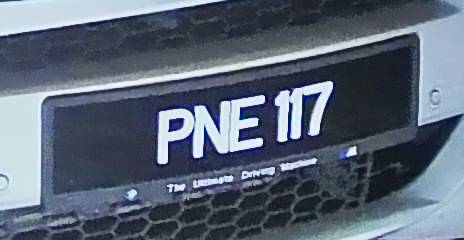 PNE 117
The Ultimate Driving Machine